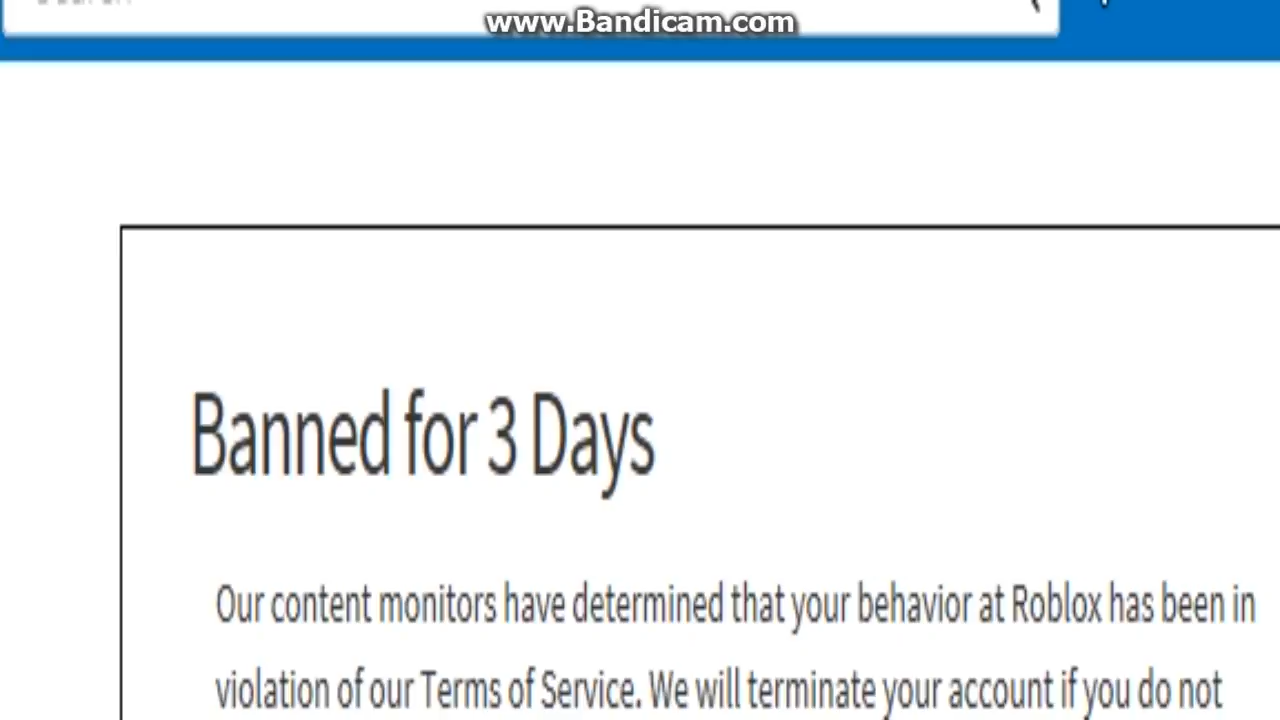 www.Bandicam.com
Banned for 3 Days
Our content monitors have determined that your behavior at Roblox has been in
violation of our Terms of Service. We will terminate your account if you do not